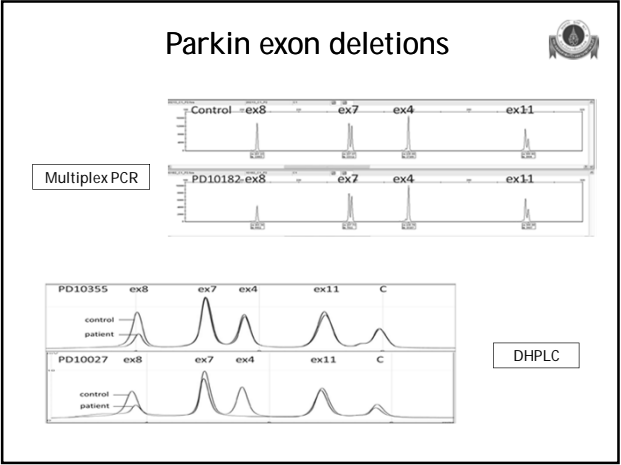 Parkin exon deletions
Control ex8 ex7 ex4 ex11
Multiplex PCR
PD10182 ex8 ex7 ex4 ex11
PD10355 ex8 ex7 ex4 ex11 C
control
patient
DHPLC
PD10027 ex8 ex7 ex4 ex11 C
control
patient